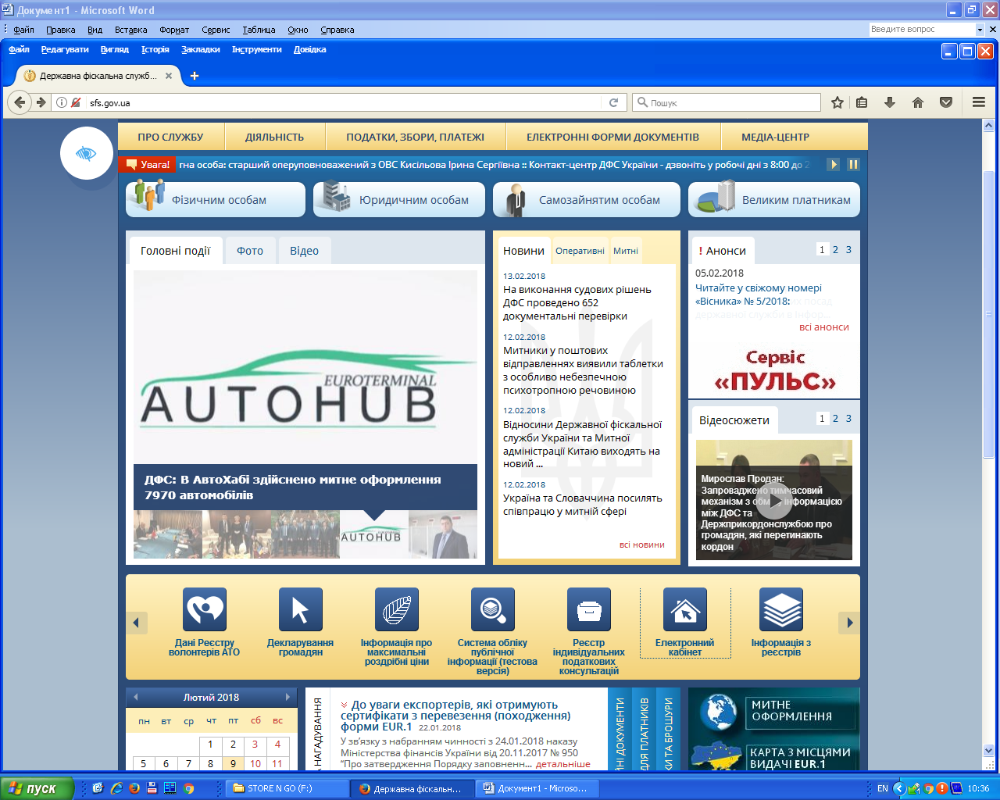 Документ1 - Microsoft Word
Файл Правка Вид Вставка Формат Сервис Таблица Окно Справка
Введите вопрос
Файл Редагувати Вигляд Історія Закладки Інструменти Довідка
Державна фіскальна служб...
sfs.gov.ua
Пошук
ПРО СЛУЖБУ ДІЯЛЬНІСТЬ ПОДАТКИ, ЗБОРИ, ПЛАТЕЖІ ЕЛЕКТРОННІ ФОРМИ ДОКУМЕНТІВ МЕДІА-ЦЕНТР
Увага! гна особа: старший оперуповноважений з ОВС Кисільова Ірина Сергіївна :: Контакт-центр ДФС України - дзвоніть у робочі дні з 8:00 до 2
Фізичним особам Юридичним особам Самозайнятим особам Великим платникам
Головні події Фото Відео
EUROTERMINAL
AUTOHUB
ДФС: В АвтоХабі здійснено митне оформлення
7970 автомобілів
AUTOHUB
Новини Оперативні Митні
13.02.2018
На виконання судових рішень
ДФС проведено 652
документальні перевірки
12.02.2018
Митники у поштових
відправленнях виявили таблетки
з особливо небезпечною
психотропною речовиною
12.02.2018
Відносини Державної фіскальної
служби України та Митної
адміністрації Китаю виходять на
новий ...
12.02.2018
Україна та Словаччина посилять
співпрацю у митній сфері
всі новини
! Анонси 1 2 3
05.02.2018
Читайте у свіжому номері
«Вісника» № 5/2018:
державної служби в Інфор...
всі анонси
Сервіс
«ПУЛЬС»
Відеосюжети 1 2 3
Мирослав Продан:
Запроваджено тимчасовий
механізм з обміну інформацією
між ДФС та
Держприкордонслужбою про
громадян, які перетинають
кордон
Дані Реєстру
волонтерів АТО
Декларування
громадян
Інформація про
максимальні
роздрібні ціни
Система обліку
публічної
інформації (тестова
версія)
Реєстр
індивідуальних
податкових
консультацій
Електронний
кабінет
Інформація з
реєстрів
Лютий 2018
пн вт ср чт пт сб вс
1 2 3 4
5 6 7 8 9 10 11
А НАГАДУВАННЯ
До уваги експортерів, які отримують
сертифікати з перевезення (походження)
форми EUR.1 22.01.2018
У зв’язку з набранням чинності з 24.01.2018 наказу
Міністерства фінансів України від 20.11.2017 № 950
“Про затвердження Порядку заповненн... детальніше
ЙНІ ДОКУМЕНТИ
ДЛЯ ПЛАТНИКІВ
КИ ТА БРОШУРИ
МИТНЕ
ОФОРМЛЕННЯ
КАРТА З МІСЦЯМИ
ВИДАЧІ EUR.1
пуск STORE N GO (F:) Державна фіскальн... Документ1 - Microso... EN 10:36